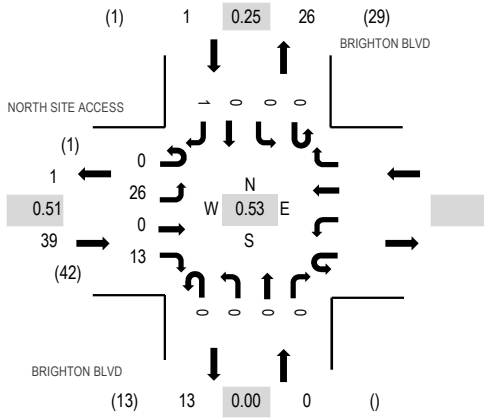 (1) 1 0.25 26 (29)
BRIGHTON BLVD
NORTH SITE ACCESS
1 0 0 0
(1)
1
0
0.51
26
N
W 0.53 E
0
39
S
13
(42)
0 0 0 0
BRIGHTON BLVD
(13) 13 0.00 0 ()